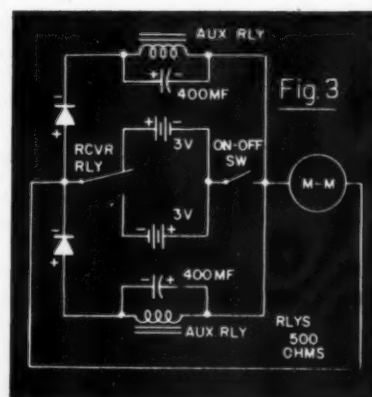 AUX RLY
- + -
+ 400MF
Fig. 3
+ -
RCVR RLY
3V
ON-OFF SW
M-M
3V
- +
-
+
400MF
- +
AUX RLY
RLYS
500
OHMS